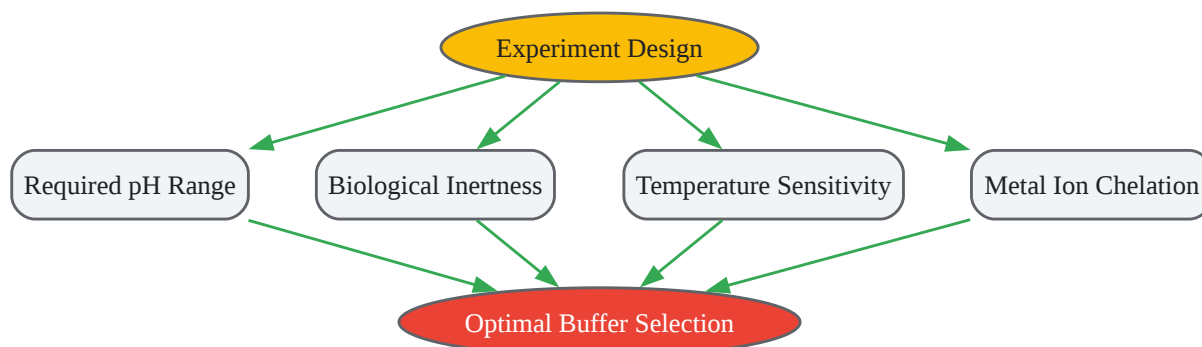 Experiment Design
Required pH Range
Biological Inertness
Temperature Sensitivity
Metal Ion Chelation
Optimal Buffer Selection